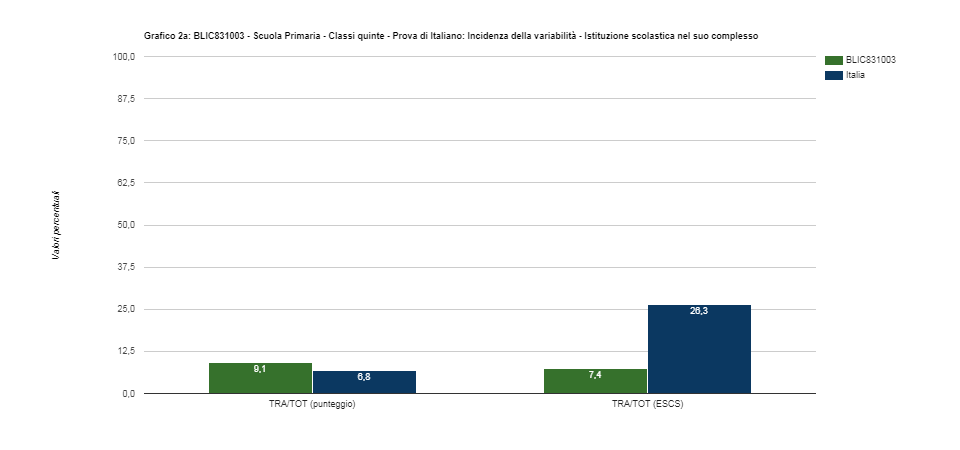 Grafico 2a: BLIC831003 - Scuola Primaria - Classi quinte - Prova di Italiano: Incidenza della variabilità - Istituzione scolastica nel suo complesso
100,0
BLIC831003
Italia
87,5
75,0
62,5
Valori percentuali
50,0
37,5
25,0
26,3
12,5
9,1
6,8
7,4
0,0
TRA/TOT (punteggio)
TRA/TOT (ESCS)